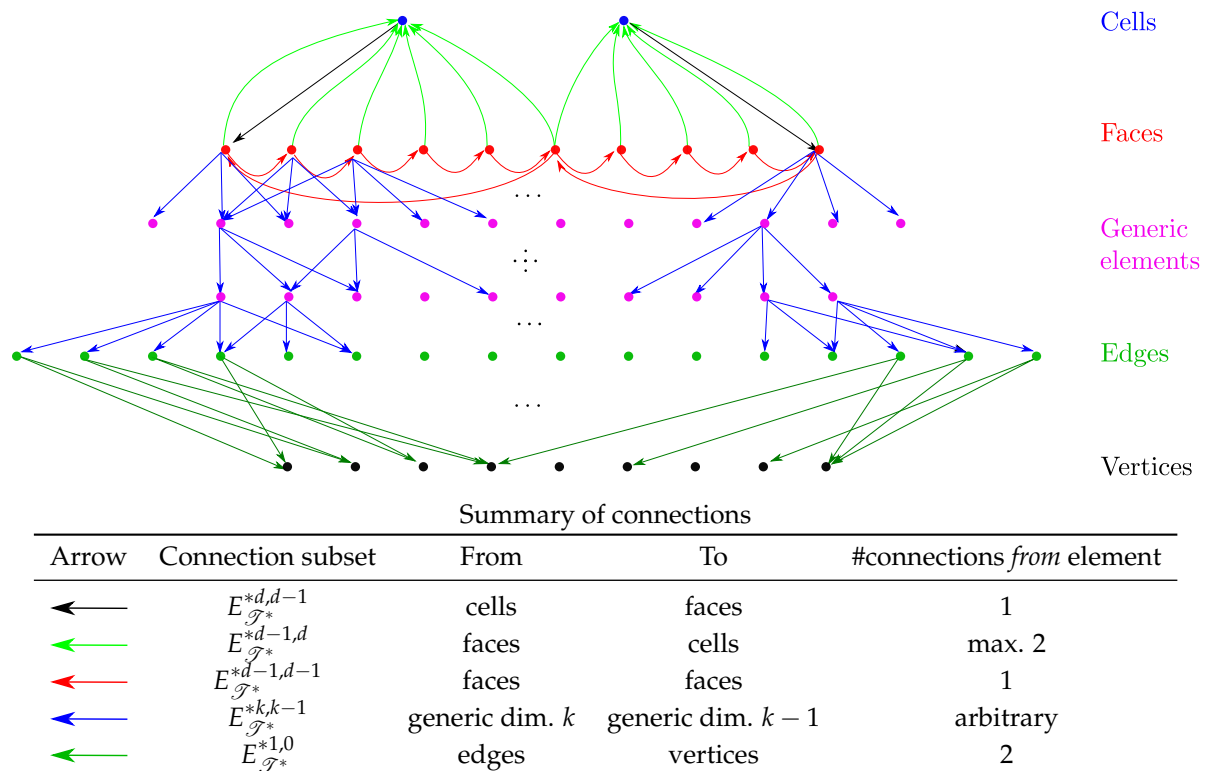 Cells
Faces
. . .
Generic
elements
. . .
Edges
. . .
Vertices
Summary of connections
Arrow Connection subset From To #connections from element
E^{*d,d−1}_{𝒯*} cells faces 1
E^{*d−1,d}_{𝒯*} faces cells max. 2
E^{*d−1,d−1}_{𝒯*} faces faces 1
E^{*k,k−1}_{𝒯*} generic dim. k generic dim. k − 1 arbitrary
E^{*1,0}_{𝒯*} edges vertices 2